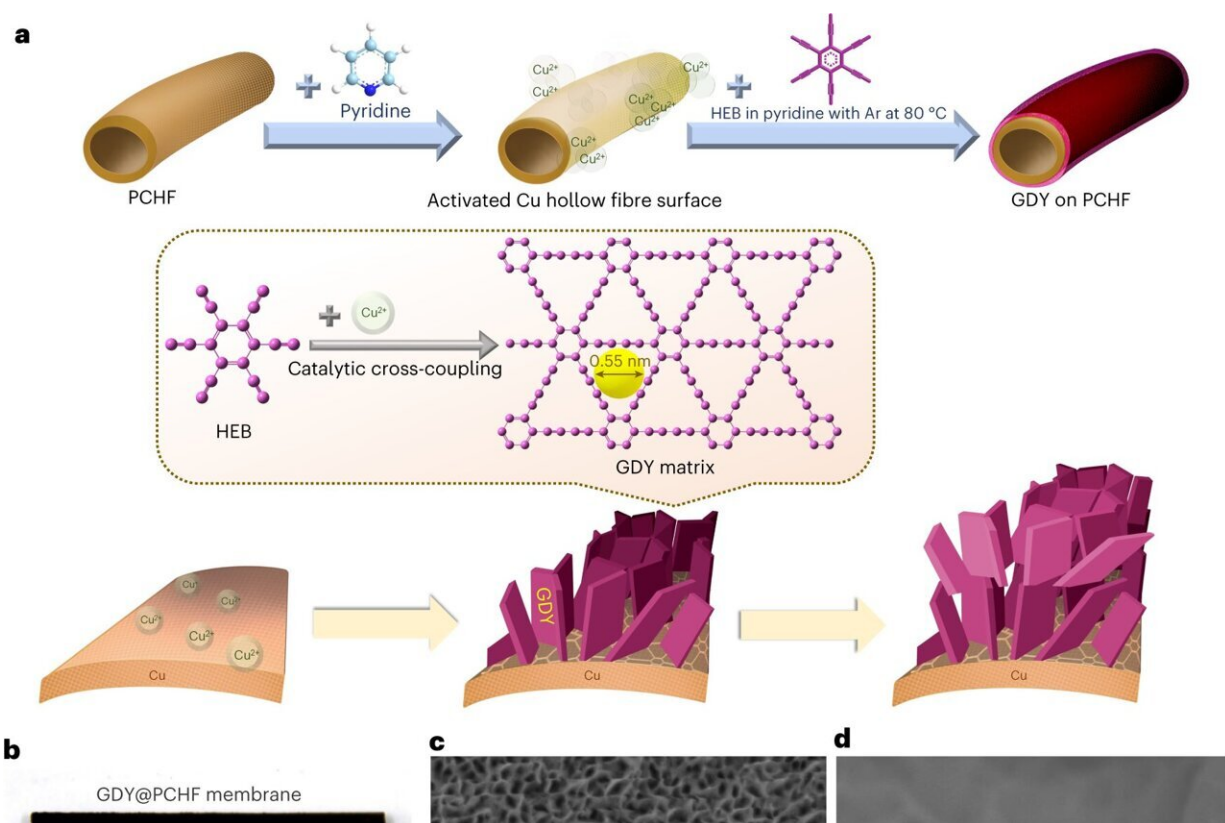 a
Pyridine
Cu²⁺
Cu²⁺
Cu²⁺
Cu²⁺
Cu²⁺
Cu²⁺
Cu²⁺
Cu²⁺
HEB in pyridine with Ar at 80 °C
PCHF
Activated Cu hollow fibre surface
GDY on PCHF
Cu²⁺
Catalytic cross-coupling
HEB
0.55 nm
GDY matrix
Cu²⁺
Cu²⁺
Cu²⁺
Cu²⁺
Cu
GDY
Cu
Cu
b
GDY@PCHF membrane
c
d